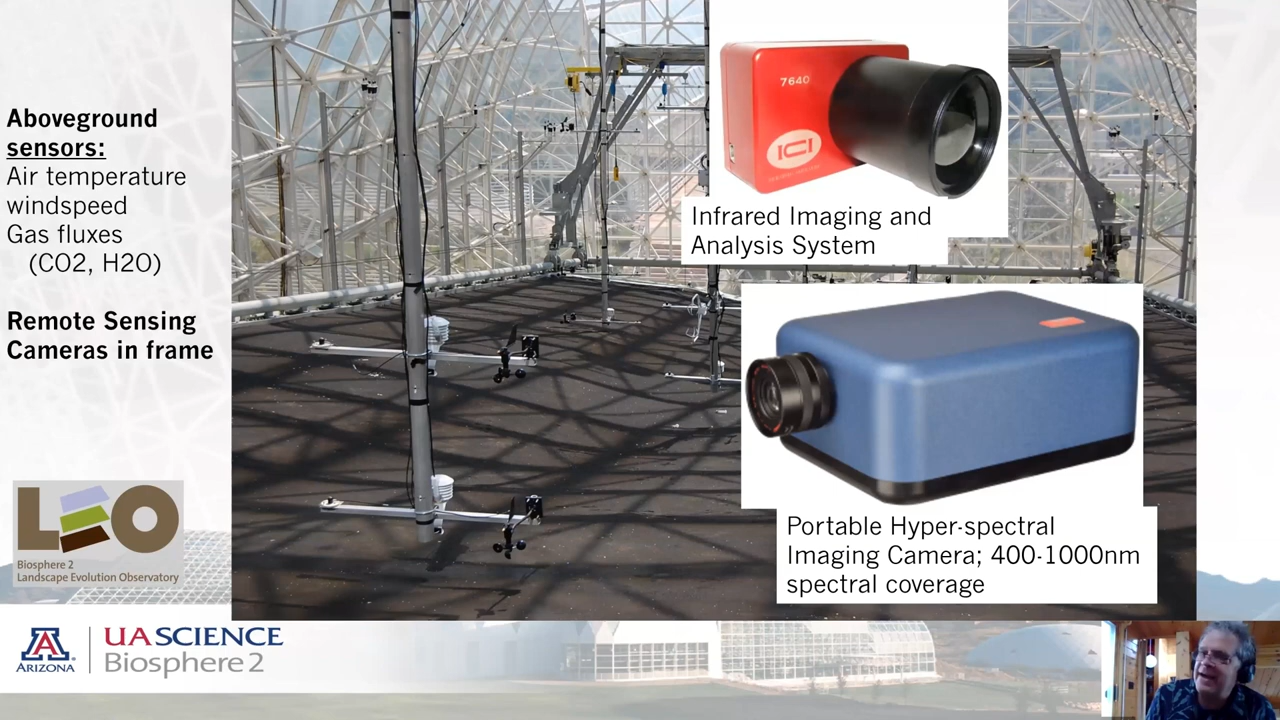 Aboveground
sensors:
Air temperature
windspeed
Gas fluxes
(CO2, H2O)
Remote Sensing
Cameras in frame
7640
ICI
Infrared Imaging and
Analysis System
Portable Hyper-spectral
Imaging Camera; 400-1000nm
spectral coverage
LEO
Biosphere 2
Landscape Evolution Observatory
A
ARIZONA
UA SCIENCE
Biosphere 2